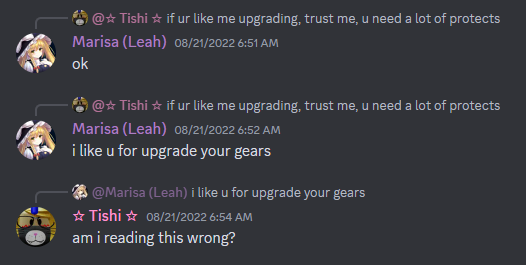 @☆ Tishi ☆ if ur like me upgrading, trust me, u need a lot of protects
Marisa (Leah) 08/21/2022 6:51 AM
ok
@☆ Tishi ☆ if ur like me upgrading, trust me, u need a lot of protects
Marisa (Leah) 08/21/2022 6:52 AM
i like u for upgrade your gears
@Marisa (Leah) i like u for upgrade your gears
☆ Tishi ☆ 08/21/2022 6:54 AM
am i reading this wrong?